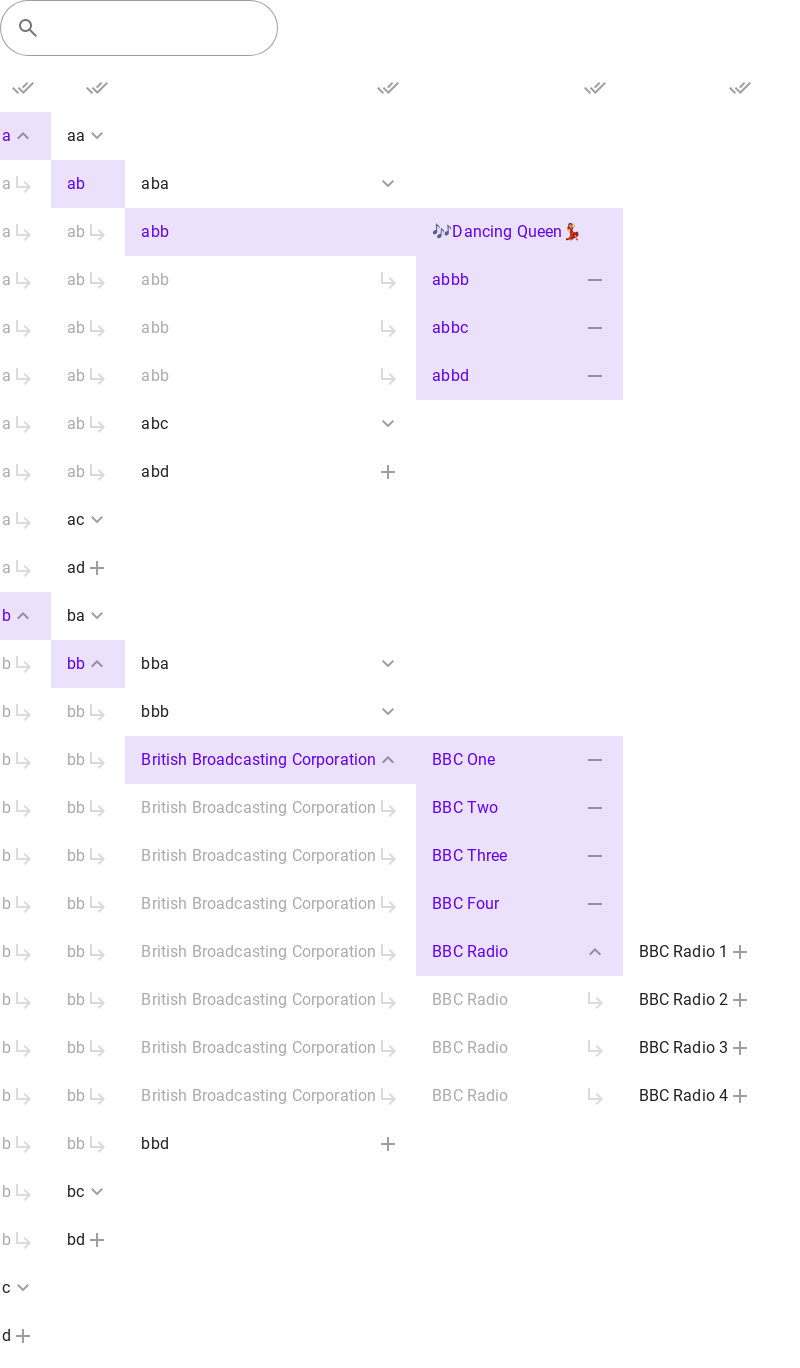 a aa
a ab aba
a ab abb 🎶Dancing Queen💃🏾
a ab abb abbb
a ab abb abbc
a ab abb abbd
a ab abc
a ab abd
a ac
a ad
b ba
b bb bba
b bb bbb
b bb British Broadcasting Corporation BBC One
b bb British Broadcasting Corporation BBC Two
b bb British Broadcasting Corporation BBC Three
b bb British Broadcasting Corporation BBC Four
b bb British Broadcasting Corporation BBC Radio BBC Radio 1
b bb British Broadcasting Corporation BBC Radio BBC Radio 2
b bb British Broadcasting Corporation BBC Radio BBC Radio 3
b bb British Broadcasting Corporation BBC Radio BBC Radio 4
b bb bbd
b bc
b bd
c
d